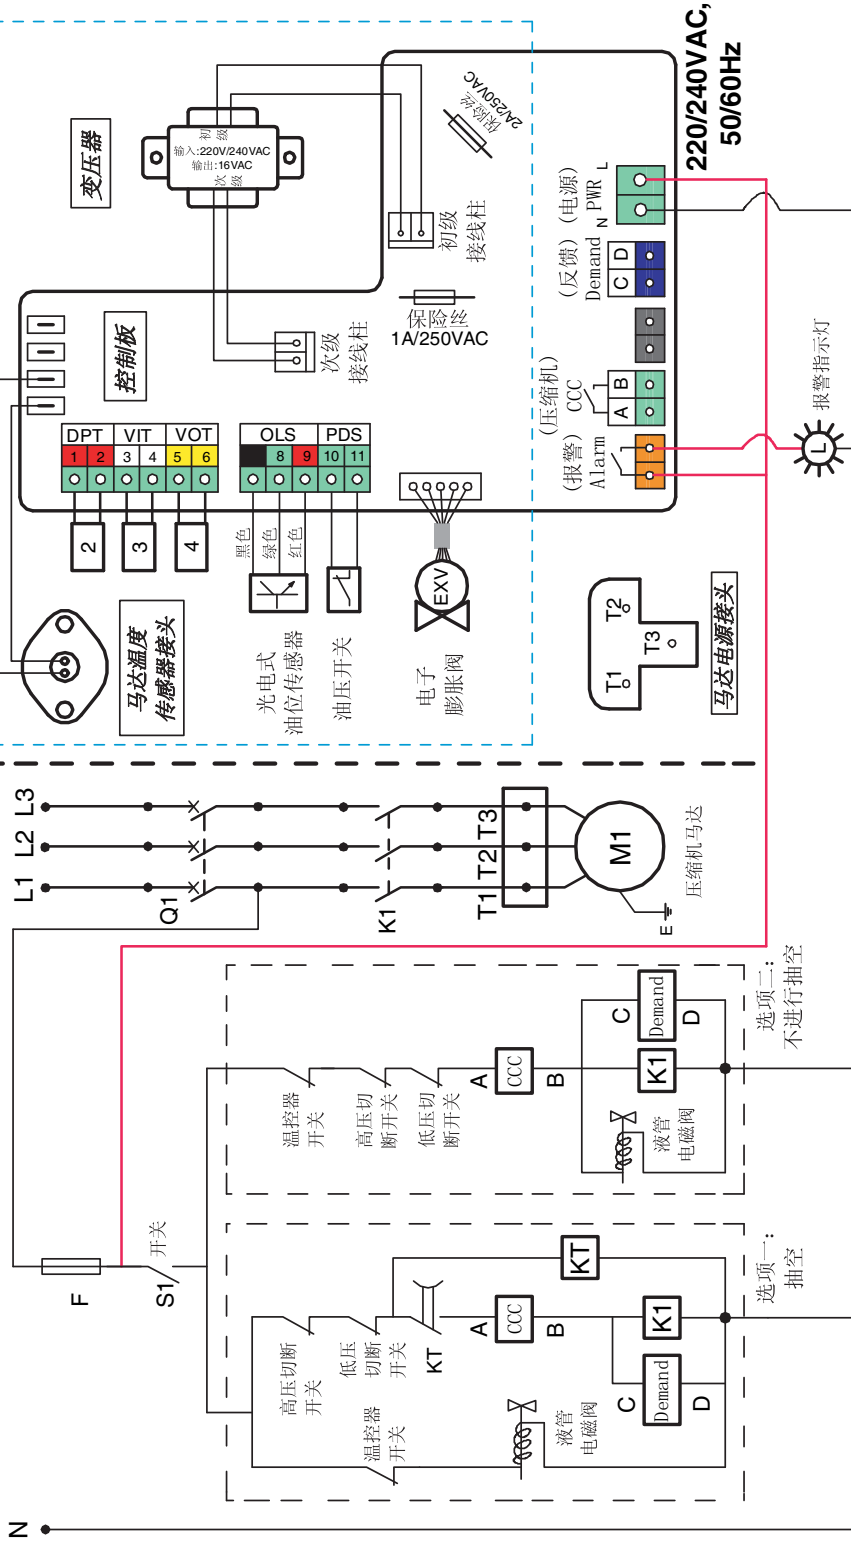 220/240VAC,
50/60Hz
变压器
初
级
输入:220V/240VAC
输出:16VAC
次
级
保险丝
2A/250VAC
初级
接线柱
次级
接线柱
保险丝
1A/250VAC
控制板
DPT
VIT
VOT
1
2
3
4
5
6
OLS
PDS
8
9
10
11
2
3
4
黑色
绿色
红色
(电源)
PWR
L
N
(反馈)
Demand
D
C
(压缩机)
CCC
B
A
(报警)
Alarm
L
报警指示灯
马达温度
传感器接头
光电式
油位传感器
油压开关
EXV
电子
膨胀阀
T1
T2
T3
马达电源接头
L1
L2
L3
Q1
K1
T1
T2
T3
M1
E
压缩机马达
F
S1
开关
温控器
开关
高压切
断开关
低压切
断开关
A
CCC
B
C
Demand
D
K1
液管
电磁阀
选项二:
不进行抽空
高压切断
开关
低压
切断
开关
KT
KT
A
CCC
B
K1
C
Demand
D
温控器
开关
液管
电磁阀
选项一:
抽空
N